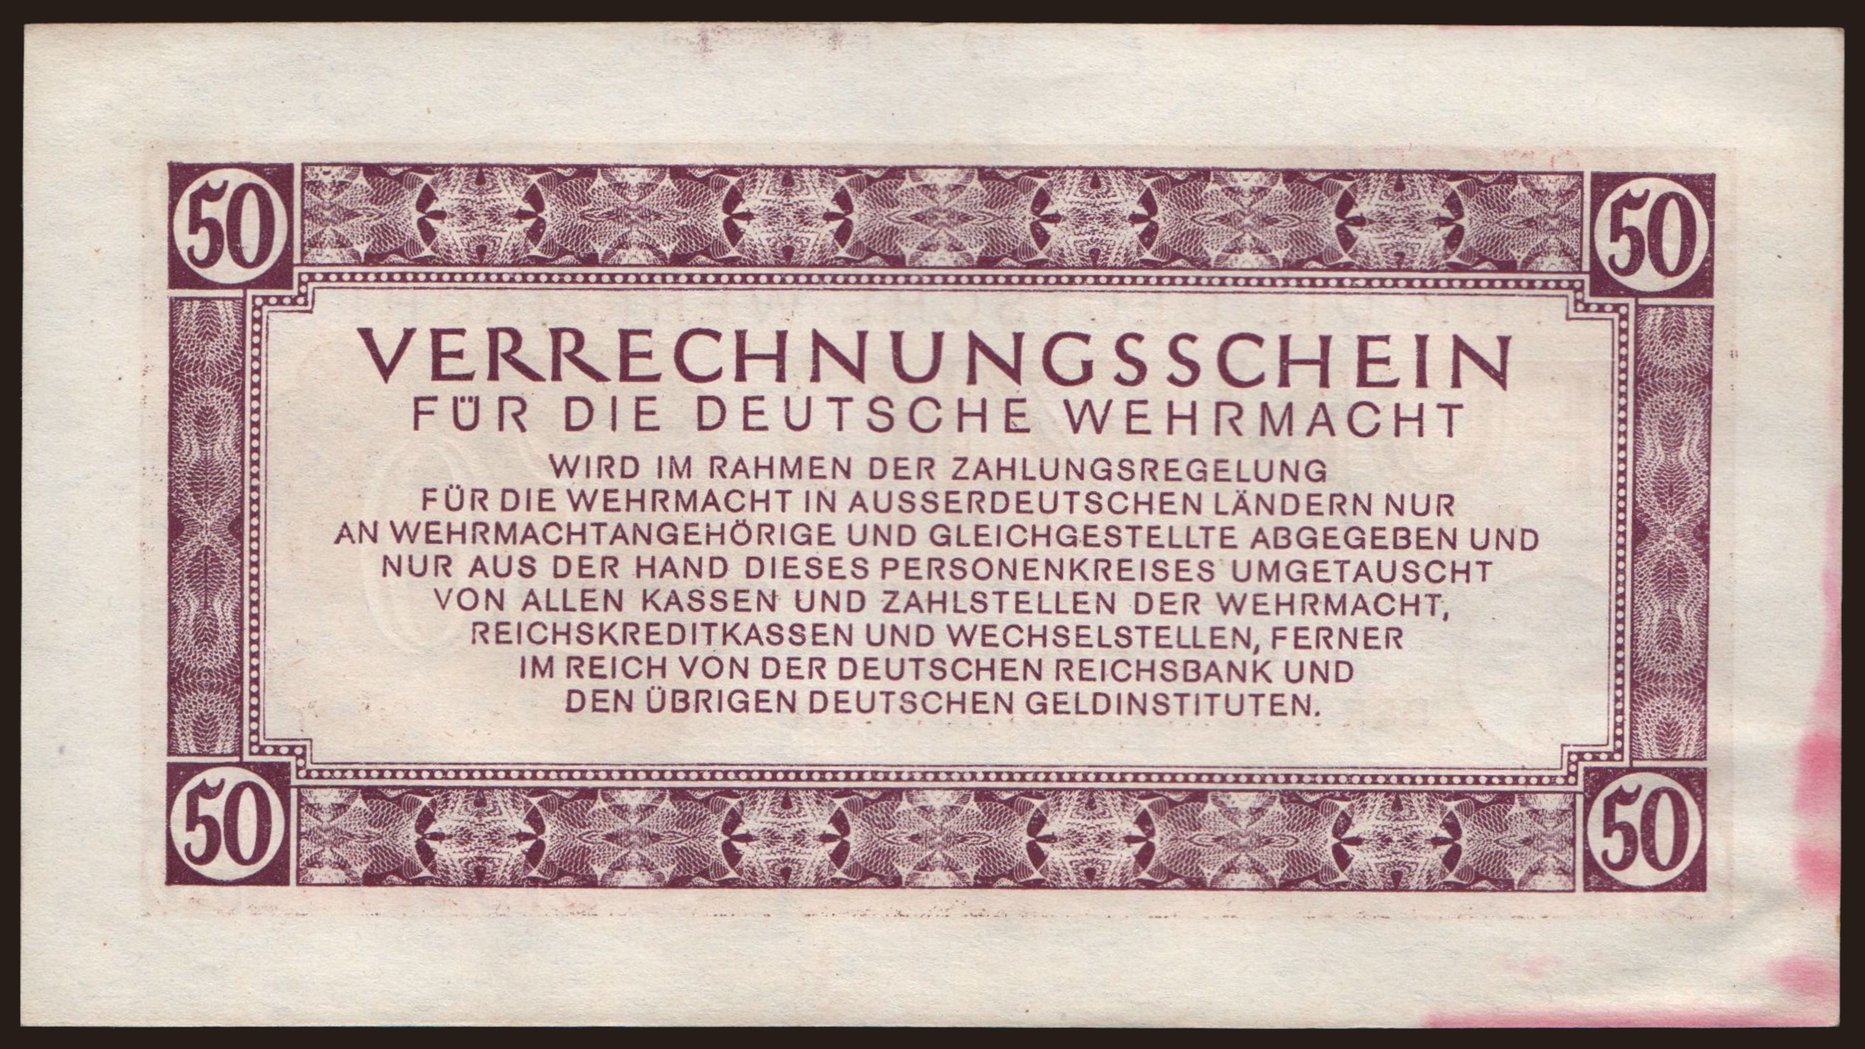 50 50
VERRECHNUNGSSCHEIN
FÜR DIE DEUTSCHE WEHRMACHT
WIRD IM RAHMEN DER ZAHLUNGSREGELUNG
FÜR DIE WEHRMACHT IN AUSSERDEUTSCHEN LÄNDERN NUR
AN WEHRMACHTANGEHÖRIGE UND GLEICHGESTELLTE ABGEGEBEN UND
NUR AUS DER HAND DIESES PERSONENKREISES UMGETAUSCHT
VON ALLEN KASSEN UND ZAHLSTELLEN DER WEHRMACHT,
REICHSKREDITKASSEN UND WECHSELSTELLEN, FERNER
IM REICH VON DER DEUTSCHEN REICHSBANK UND
DEN ÜBRIGEN DEUTSCHEN GELDINSTITUTEN.
50 50